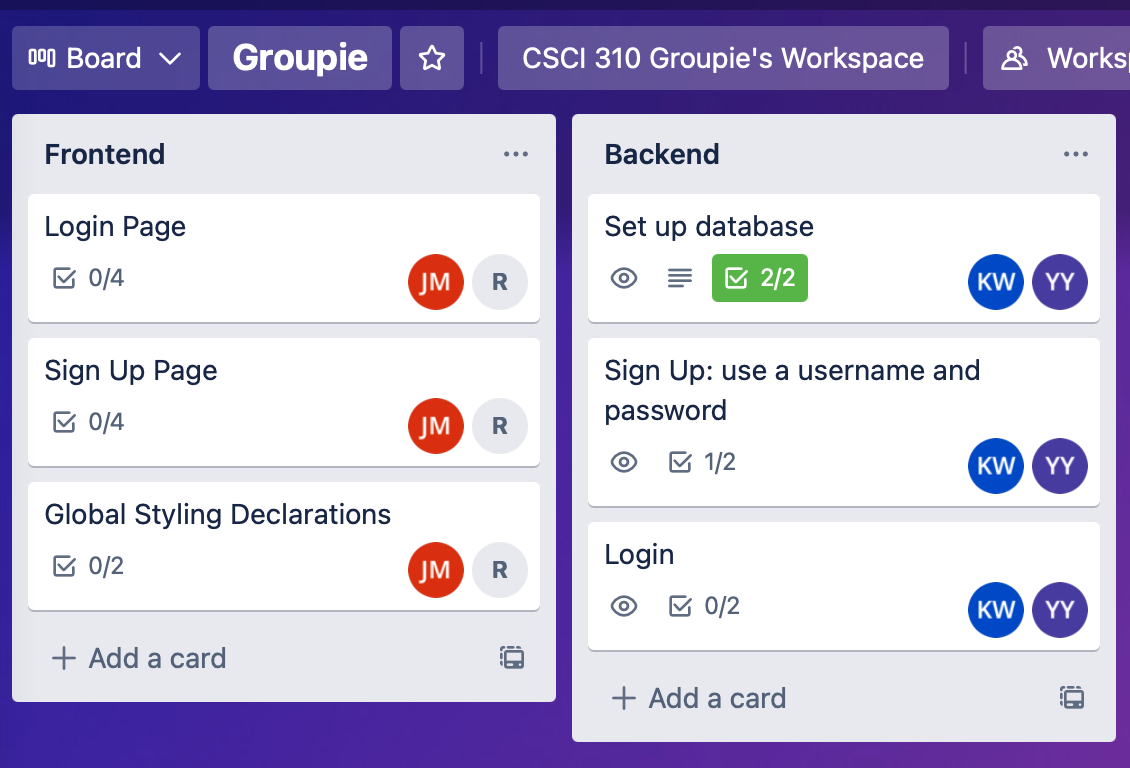 Board
Groupie
CSCI 310 Groupie's Workspace
Works
Frontend
Login Page
0/4
JM
R
Sign Up Page
0/4
JM
R
Global Styling Declarations
0/2
JM
R
Add a card
Backend
Set up database
2/2
KW
YY
Sign Up: use a username and
password
1/2
KW
YY
Login
0/2
KW
YY
Add a card